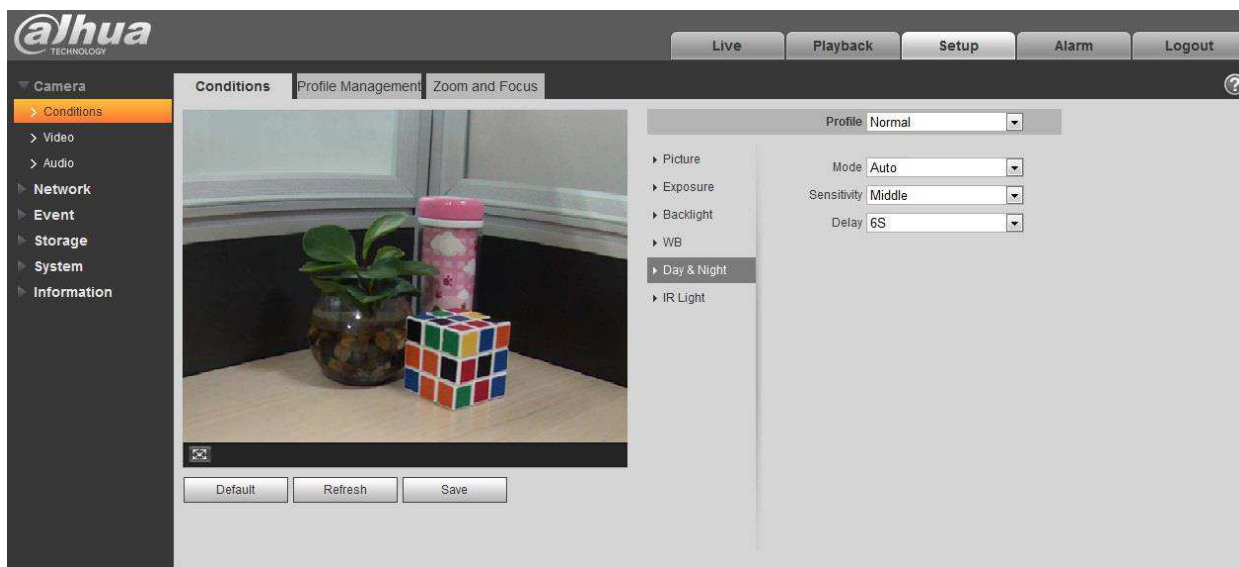 alhua
TECHNOLOGY
Live
Playback
Setup
Alarm
Logout
Camera
Conditions
Video
Audio
Network
Event
Storage
System
Information
Conditions
Profile Management
Zoom and Focus
?
Profile Normal
Picture
Exposure
Backlight
WB
Day & Night
IR Light
Mode Auto
Sensitivity Middle
Delay 6S
Default
Refresh
Save